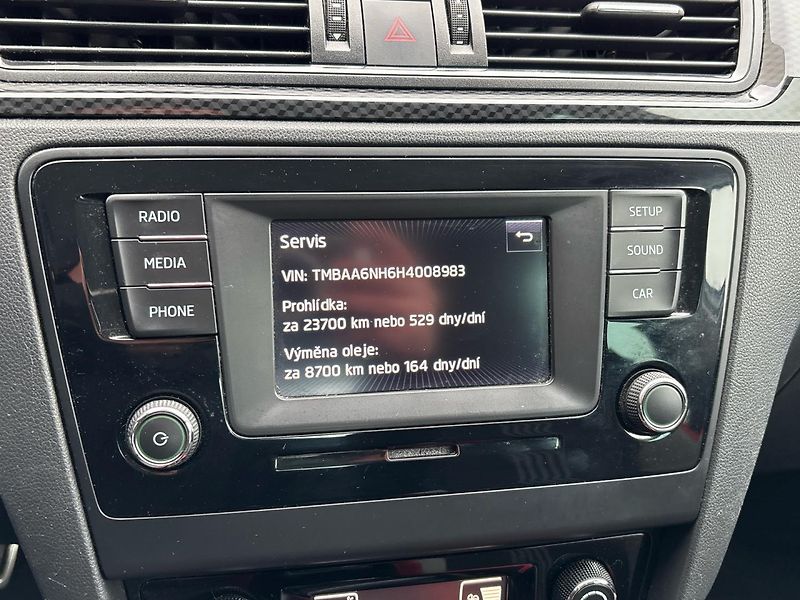 RADIO
MEDIA
PHONE
Servis
VIN: TMBAA6NH6H4008983
Prohlídka:
za 23700 km nebo 529 dny/dní
Výměna oleje:
za 8700 km nebo 164 dny/dní
SETUP
SOUND
CAR